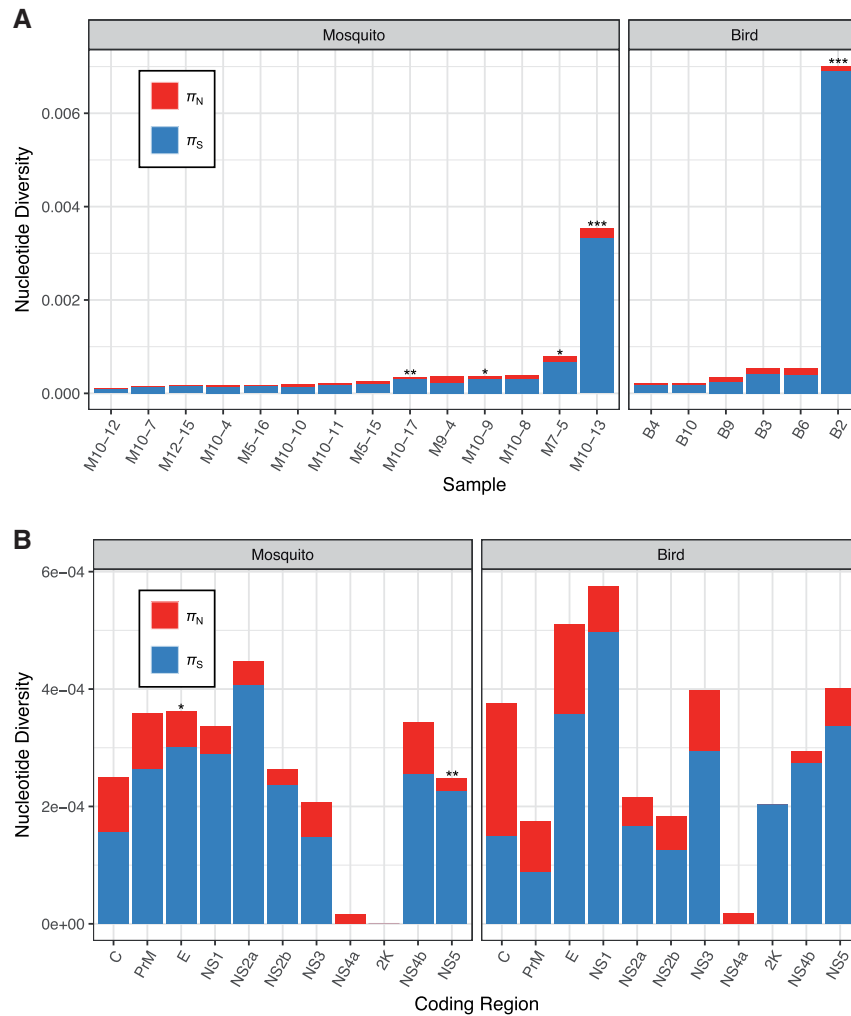 A
Mosquito
Bird
π_N
π_S
***
**
*
*
***
0.006
0.004
0.002
0.000
Nucleotide Diversity
M10−12 M10−7 M12−15 M10−4 M5−16 M10−10 M10−11 M5−15 M10−17 M9−4 M10−9 M10−8 M7−5 M10−13 B4 B10 B9 B3 B6 B2
Sample
B
Mosquito
Bird
π_N
π_S
*
**
6e−04
4e−04
2e−04
0e+00
Nucleotide Diversity
C PrM E NS1 NS2a NS2b NS3 NS4a 2K NS4b NS5 C PrM E NS1 NS2a NS2b NS3 NS4a 2K NS4b NS5
Coding Region